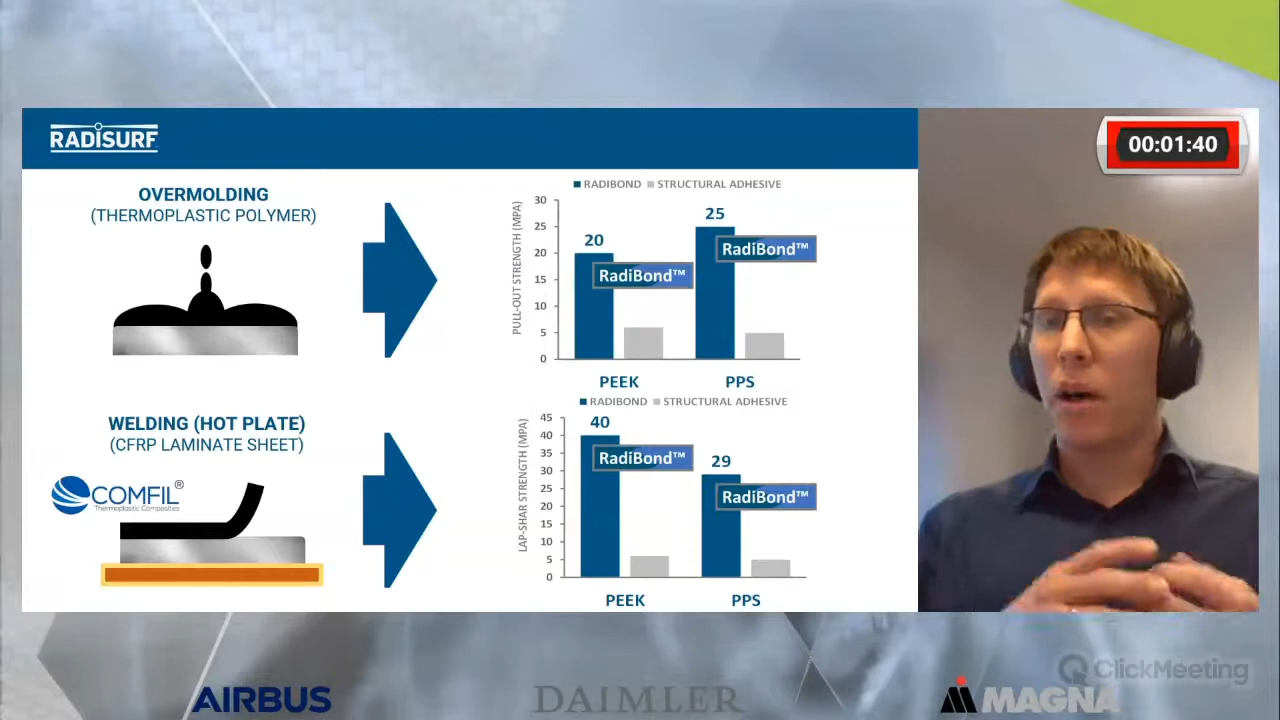 RADISURF
00:01:40
OVERMOLDING
(THERMOPLASTIC POLYMER)
RADIBOND STRUCTURAL ADHESIVE
PULL-OUT STRENGTH (MPA)
30
25
20
15
10
5
0
20
25
RadiBond™
RadiBond™
PEEK PPS
WELDING (HOT PLATE)
(CFRP LAMINATE SHEET)
COMFIL®
Thermoplastic Composites
RADIBOND STRUCTURAL ADHESIVE
LAP-SHAR STRENGTH (MPA)
45
40
35
30
25
20
15
10
5
0
40
29
RadiBond™
RadiBond™
PEEK PPS
ClickMeeting
AIRBUS DAIMLER MAGNA